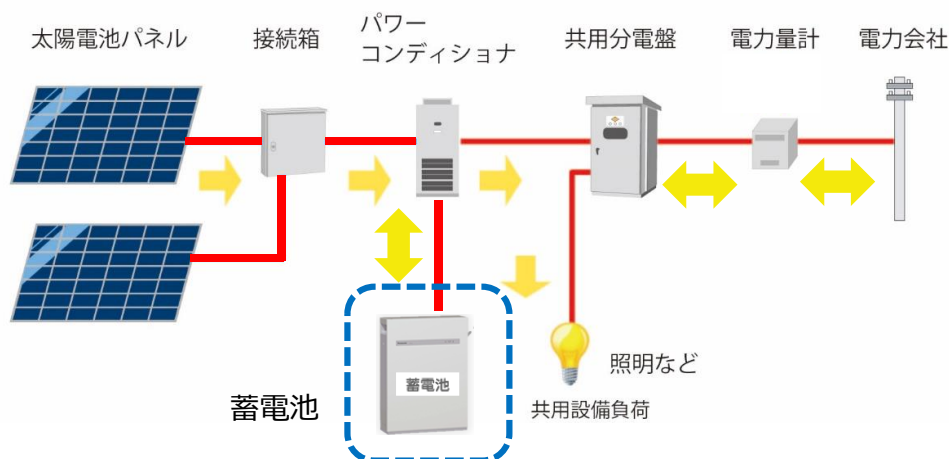 太陽電池パネル
接続箱
パワー
コンディショナ
共用分電盤
電力量計
電力会社
蓄電池
蓄電池
照明など
共用設備負荷